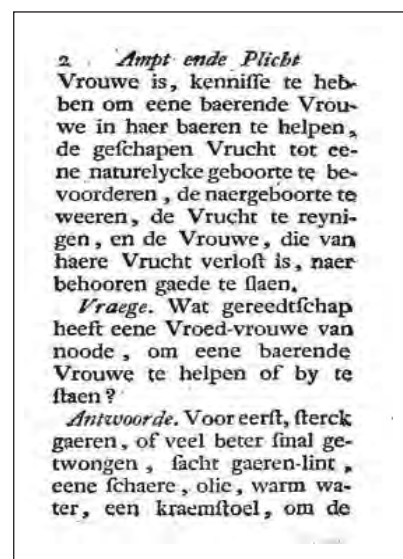 2 Ampt ende Plicht
Vrouwe is, kenniſſe te heb-
ben om eene baerende Vrou-
we in haer baeren te helpen,
de geſchapen Vrucht tot ee-
ne naturelycke geboorte te be-
voorderen, de naergeboorte te
weeren, de Vrucht te reyni-
gen, en de Vrouwe, die van
haere Vrucht verloſt is, naer
behooren gaede te ſlaen.
Vraege. Wat gereedtſchap
heeft eene Vroed-vrouwe van
noode, om eene baerende
Vrouwe te helpen of by te
ſtaen?
Antwoorde. Voor eerſt, ſterck
gaeren, of veel beter ſmal ge-
twongen, ſacht gaeren-lint,
eene ſchaere, olie, warm wa-
ter, een kraemſtoel, om de